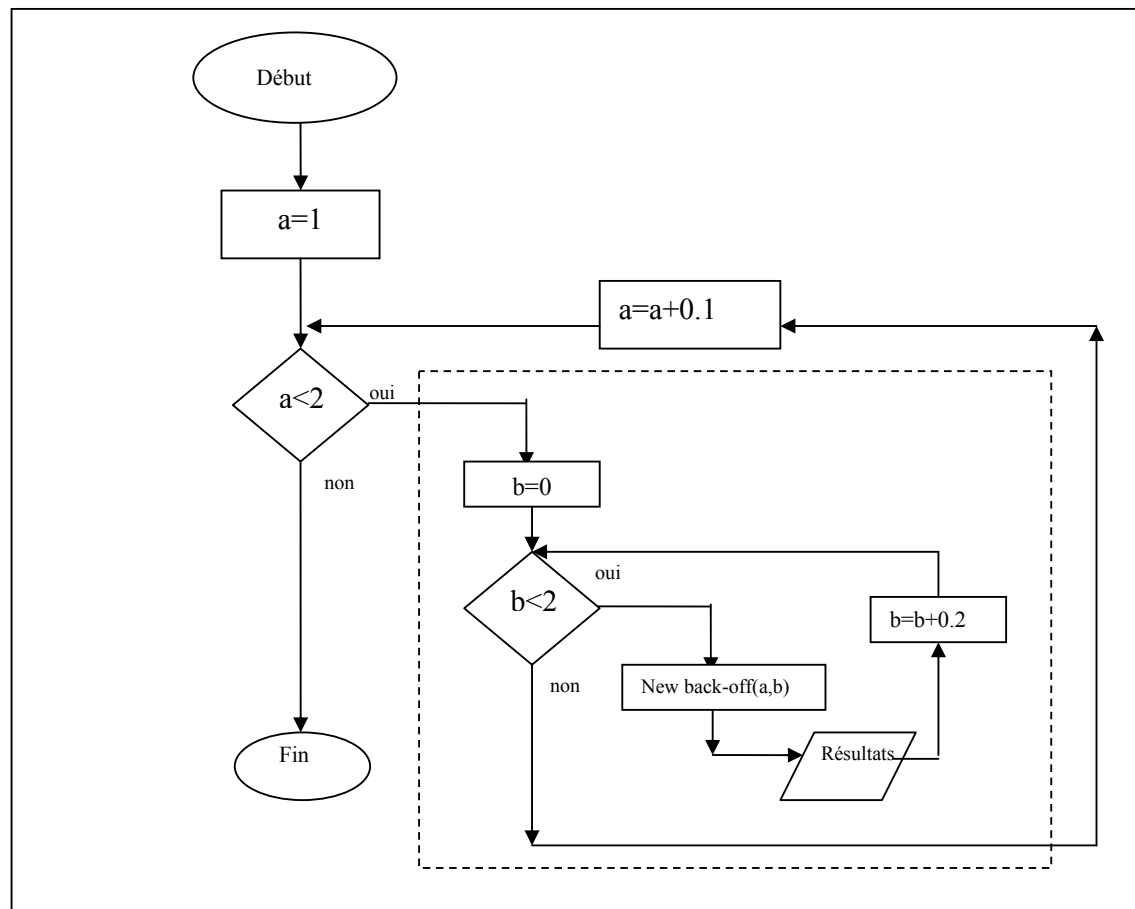 Début
a=1
a=a+0.1
a<2
oui
non
b=0
oui
b<2
b=b+0.2
non
New back-off(a,b)
Résultats
Fin